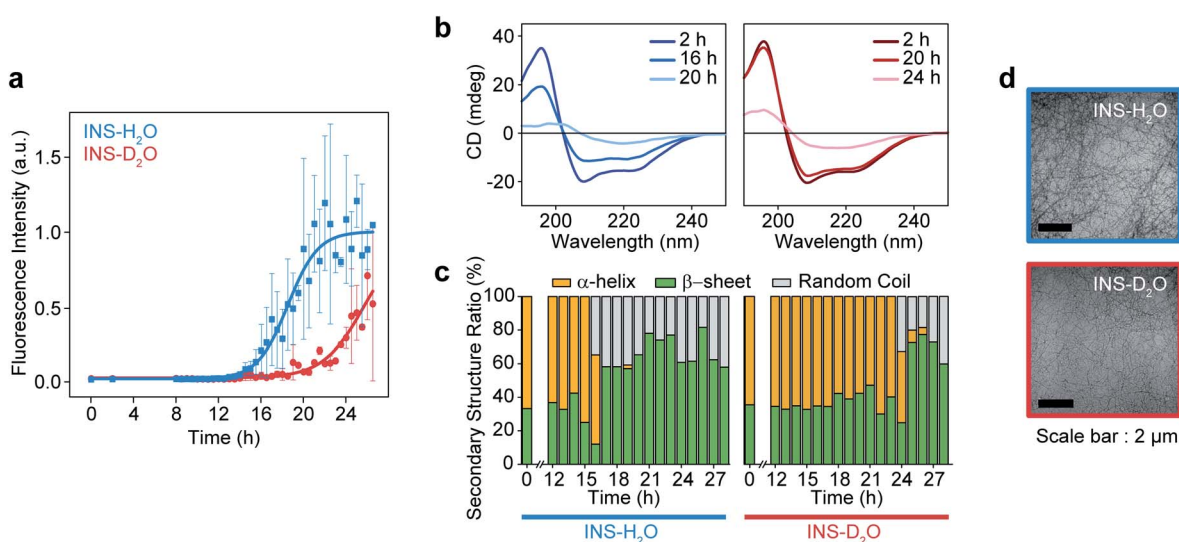 a
INS-H₂O
INS-D₂O
Fluorescence Intensity (a.u.)
1.5
1.0
0.5
0.0
0 4 8 12 16 20 24
Time (h)
b
CD (mdeg)
40
20
0
-20
2 h
16 h
20 h
200 220 240
Wavelength (nm)
2 h
20 h
24 h
200 220 240
Wavelength (nm)
c
Secondary Structure Ratio (%)
α-helix β-sheet Random Coil
100
80
60
40
20
0
0 12 15 18 21 24 27
Time (h)
INS-H₂O
0 12 15 18 21 24 27
Time (h)
INS-D₂O
d
INS-H₂O
INS-D₂O
Scale bar : 2 μm